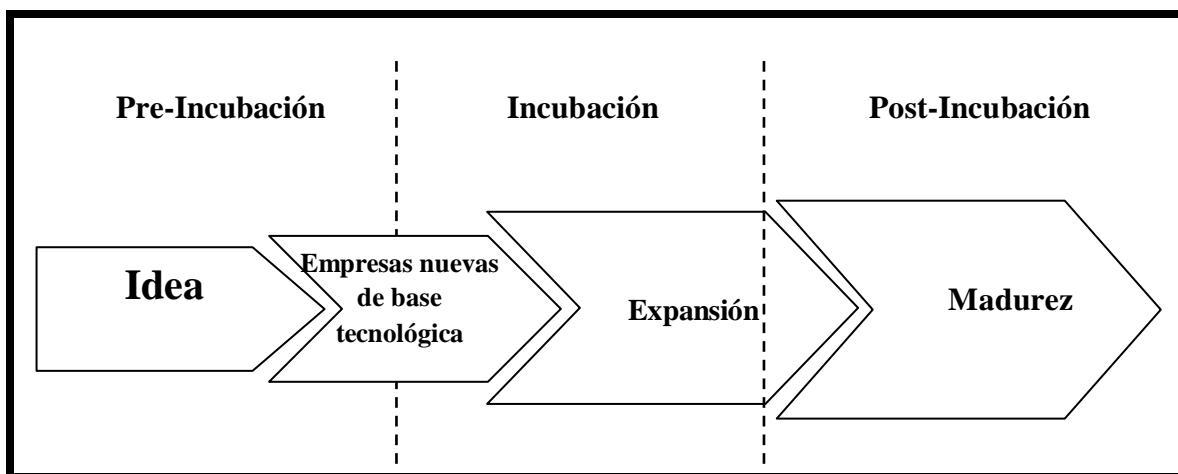 Pre-Incubación
Incubación
Post-Incubación
Idea
Empresas nuevas
de base
tecnológica
Expansión
Madurez